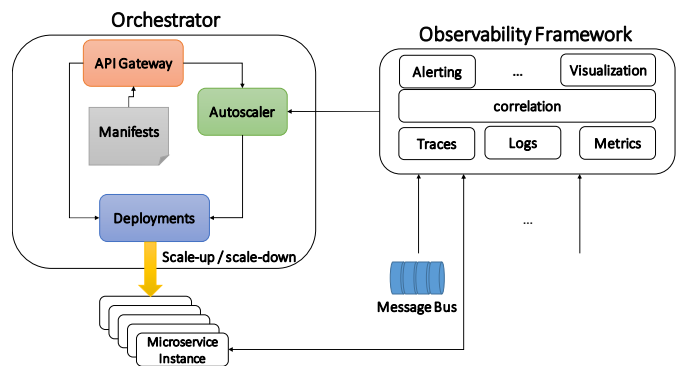 Orchestrator
API Gateway
Manifests
Autoscaler
Deployments
Scale-up / scale-down
Microservice
Instance
Observability Framework
Alerting
...
Visualization
correlation
Traces
Logs
Metrics
...
Message Bus